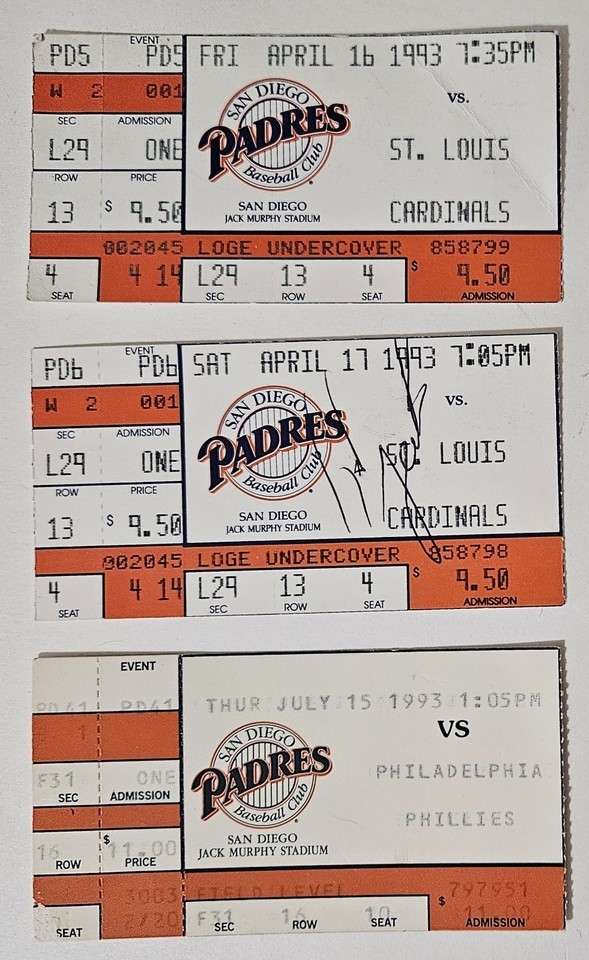 EVENT
PD5 PD5 FRI APRIL 16 1993 7:35PM
W 2 001 VS.
SEC ADMISSION
L29 ONE ST. LOUIS
ROW PRICE
13 $ 9.50 CARDINALS
SAN DIEGO
PADRES
Baseball Club
SAN DIEGO
JACK MURPHY STADIUM
002045 LOGE UNDERCOVER 858799
4 4 14 L29 13 4 $ 9.50
SEAT SEC ROW SEAT ADMISSION
EVENT
PD6 PD6 SAT APRIL 17 1993 7:05PM
W 2 001 VS.
SEC ADMISSION
L29 ONE ST. LOUIS
ROW PRICE
13 $ 9.50 CARDINALS
SAN DIEGO
PADRES
Baseball Club
SAN DIEGO
JACK MURPHY STADIUM
002045 LOGE UNDERCOVER 858798
4 4 14 L29 13 4 $ 9.50
SEAT SEC ROW SEAT ADMISSION
EVENT
PD41 PD41 THUR JULY 15 1993 1:05PM
VS
F31 ONE PHILADELPHIA
SEC ADMISSION
PHILLIES
16 $ 11.00
ROW PRICE
SAN DIEGO
PADRES
Baseball Club
SAN DIEGO
JACK MURPHY STADIUM
3003 FIELD LEVEL 797951
2/20 F31 16 10 $ 11.00
SEAT SEC ROW SEAT ADMISSION